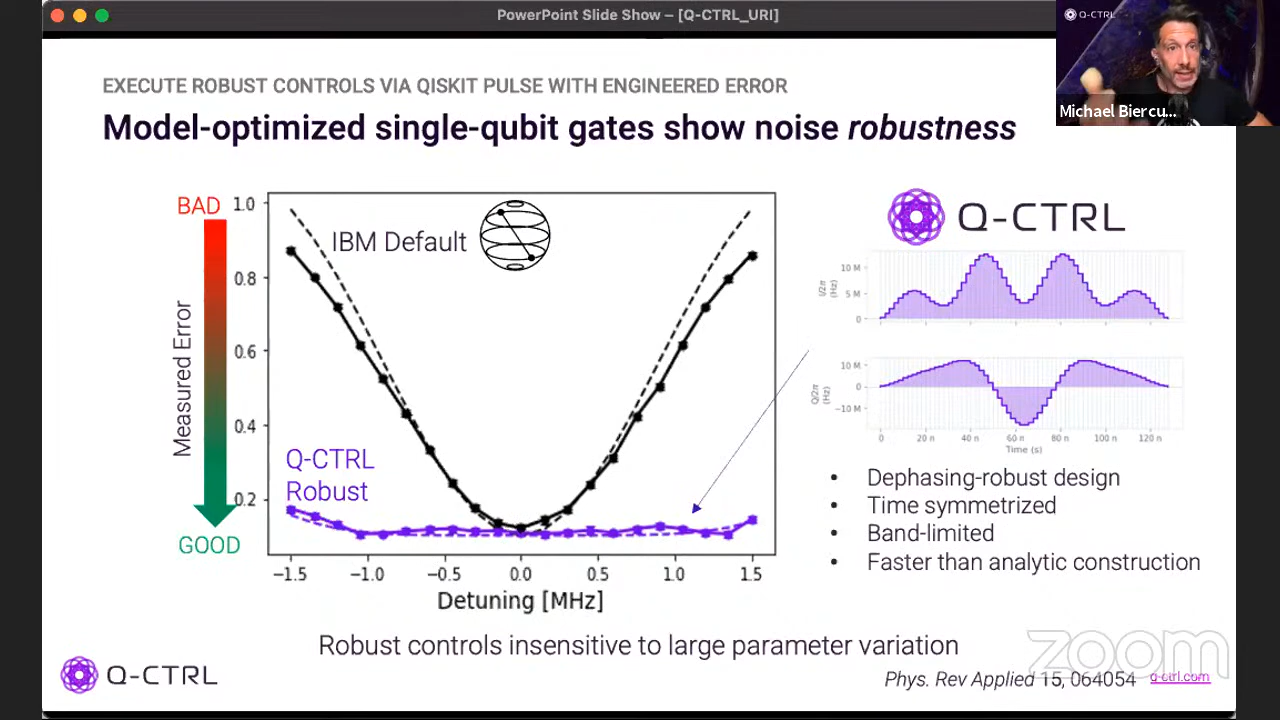 PowerPoint Slide Show – [Q-CTRL_URI]
Q-CTRL
Michael Biercu...
EXECUTE ROBUST CONTROLS VIA QISKIT PULSE WITH ENGINEERED ERROR
Model-optimized single-qubit gates show noise robustness
BAD
Measured Error
GOOD
1.0
0.8
0.6
0.4
0.2
IBM Default
Q-CTRL
Robust
−1.5 −1.0 −0.5 0.0 0.5 1.0 1.5
Detuning [MHz]
Q-CTRL
I/2π
(Hz)
10 M
5 M
0
Q/2π
(Hz)
10 M
0
−10 M
0 20 n 40 n 60 n 80 n 100 n 120 n
Time (s)
• Dephasing-robust design
• Time symmetrized
• Band-limited
• Faster than analytic construction
Robust controls insensitive to large parameter variation
Q-CTRL
Phys. Rev Applied 15, 064054
q-ctrl.com
zoom